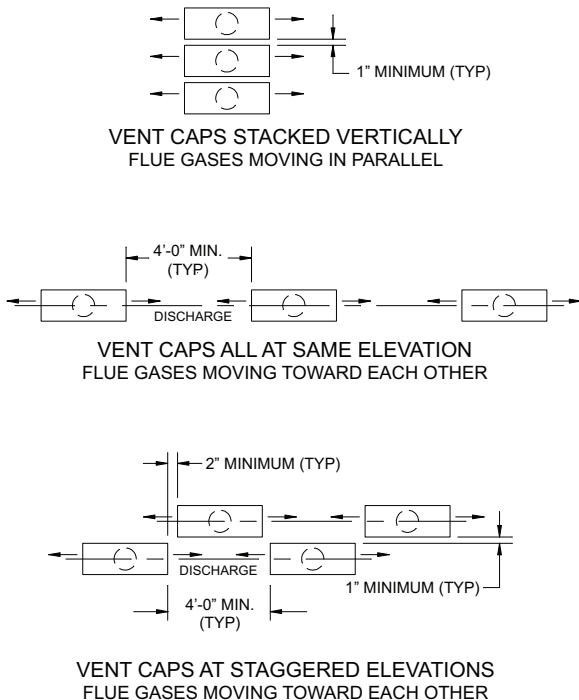 1” MINIMUM (TYP)
VENT CAPS STACKED VERTICALLY
FLUE GASES MOVING IN PARALLEL
4’-0” MIN.
(TYP)
DISCHARGE
VENT CAPS ALL AT SAME ELEVATION
FLUE GASES MOVING TOWARD EACH OTHER
2” MINIMUM (TYP)
DISCHARGE
1” MINIMUM (TYP)
4’-0” MIN.
(TYP)
VENT CAPS AT STAGGERED ELEVATIONS
FLUE GASES MOVING TOWARD EACH OTHER